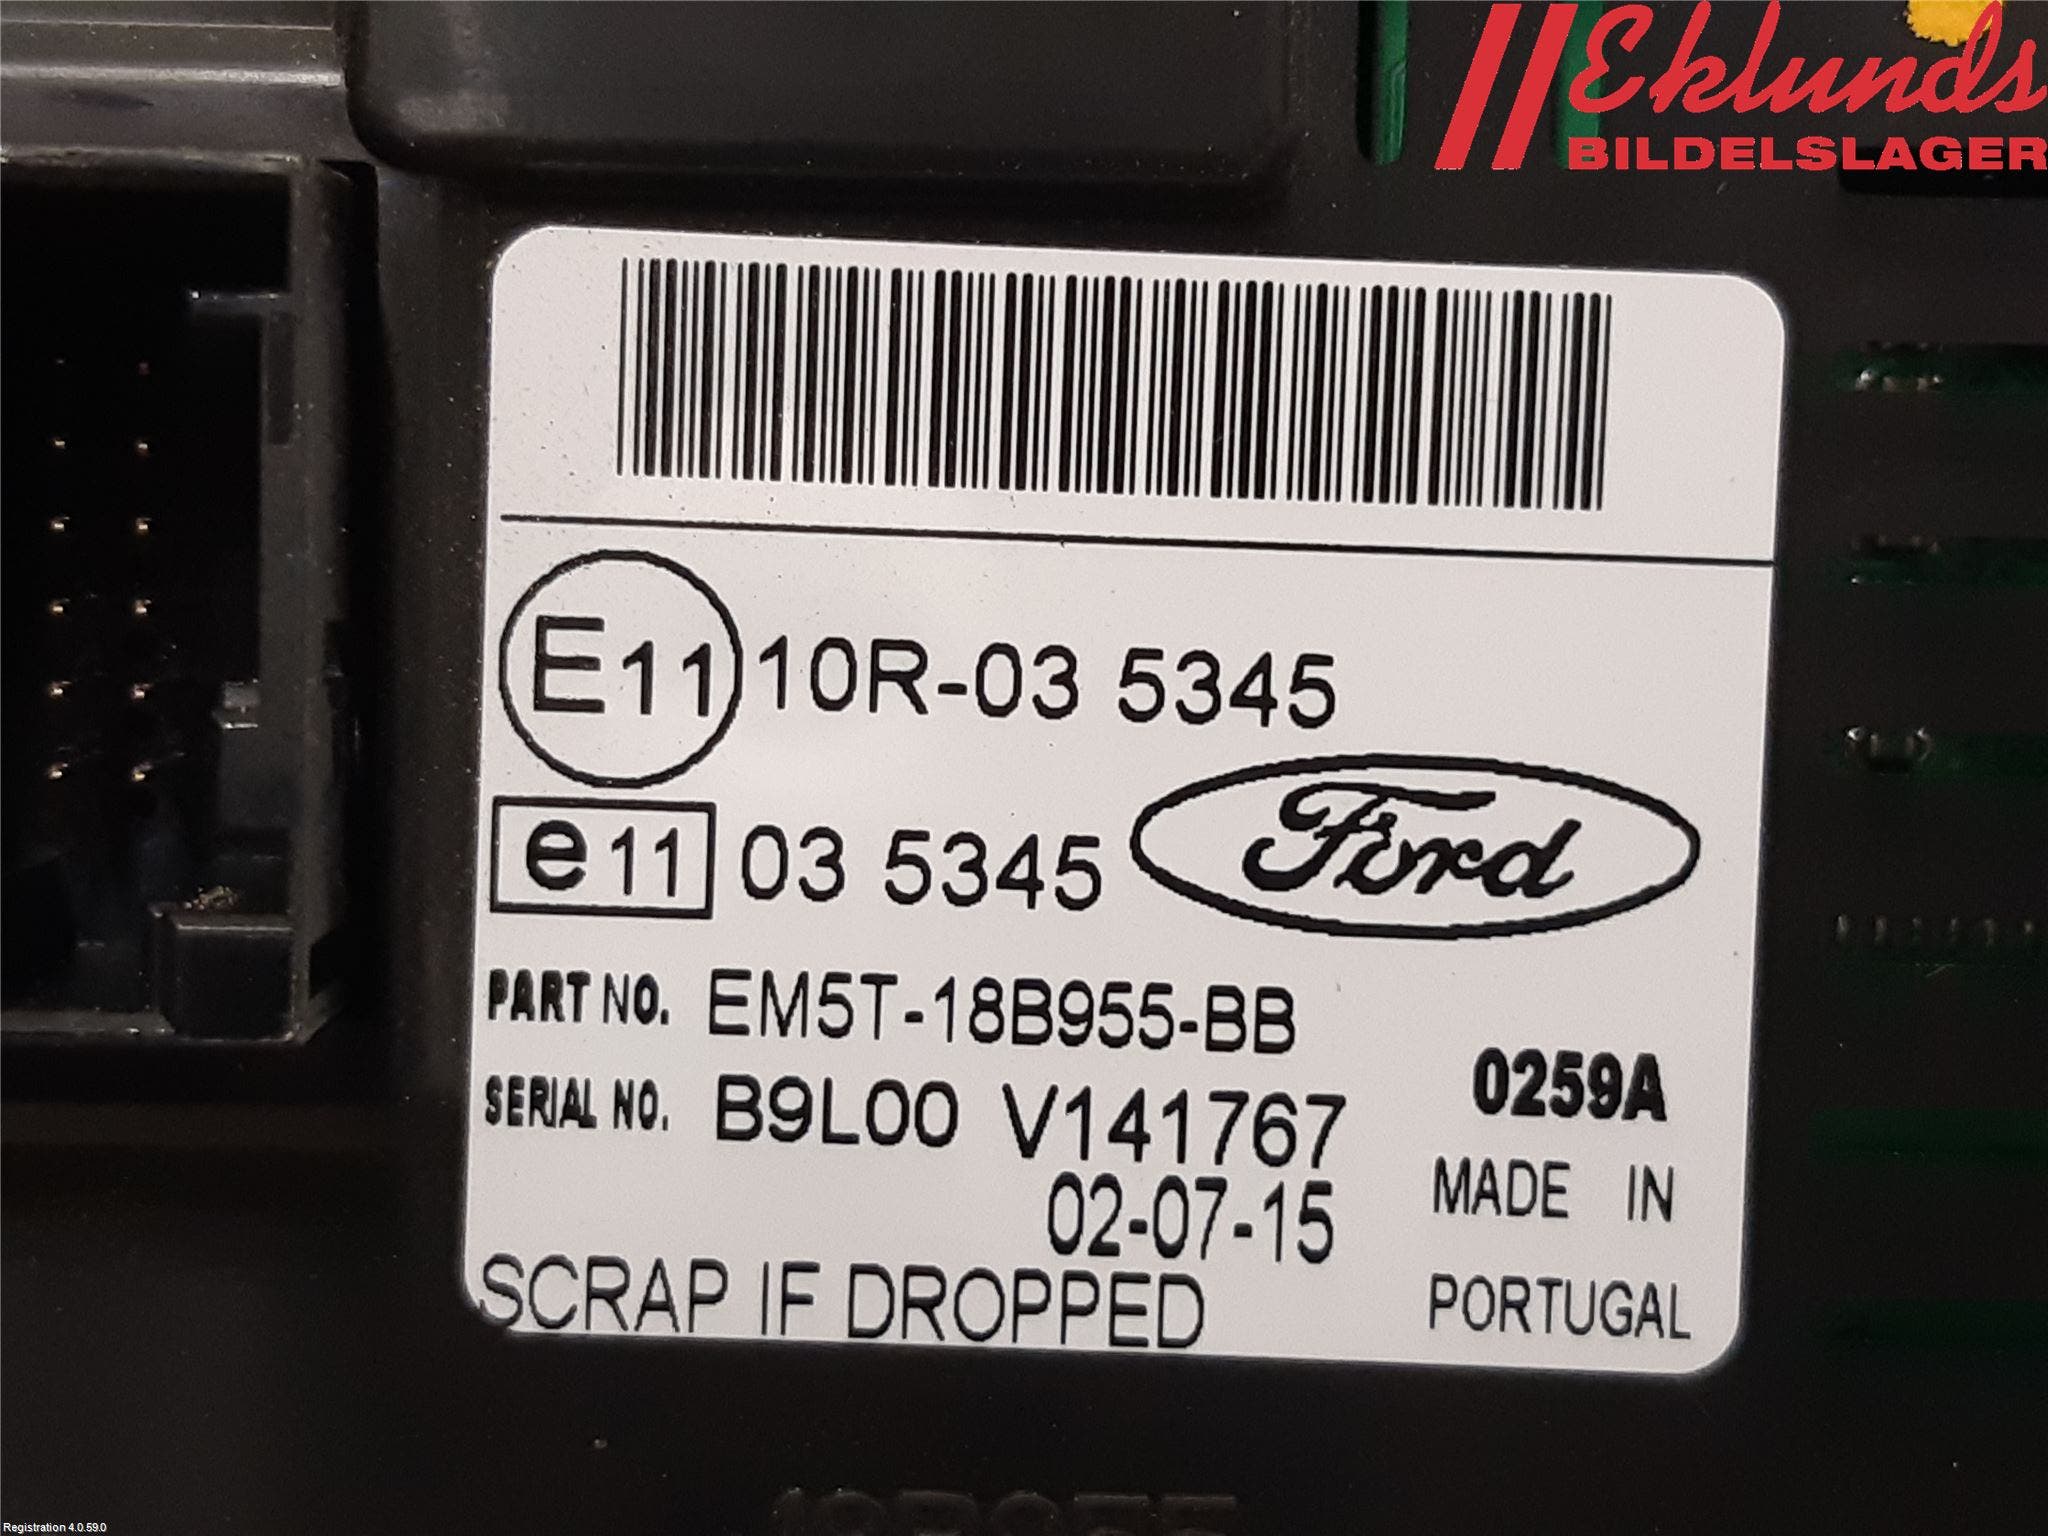 Eklunds
BILDELSLAGER
E11 10R-03 5345
e11 03 5345 Ford
PART NO. EM5T-18B955-BB
SERIAL NO. B9L00 V141767 0259A
02-07-15 MADE IN
SCRAP IF DROPPED PORTUGAL
Registration 4.0.59.0